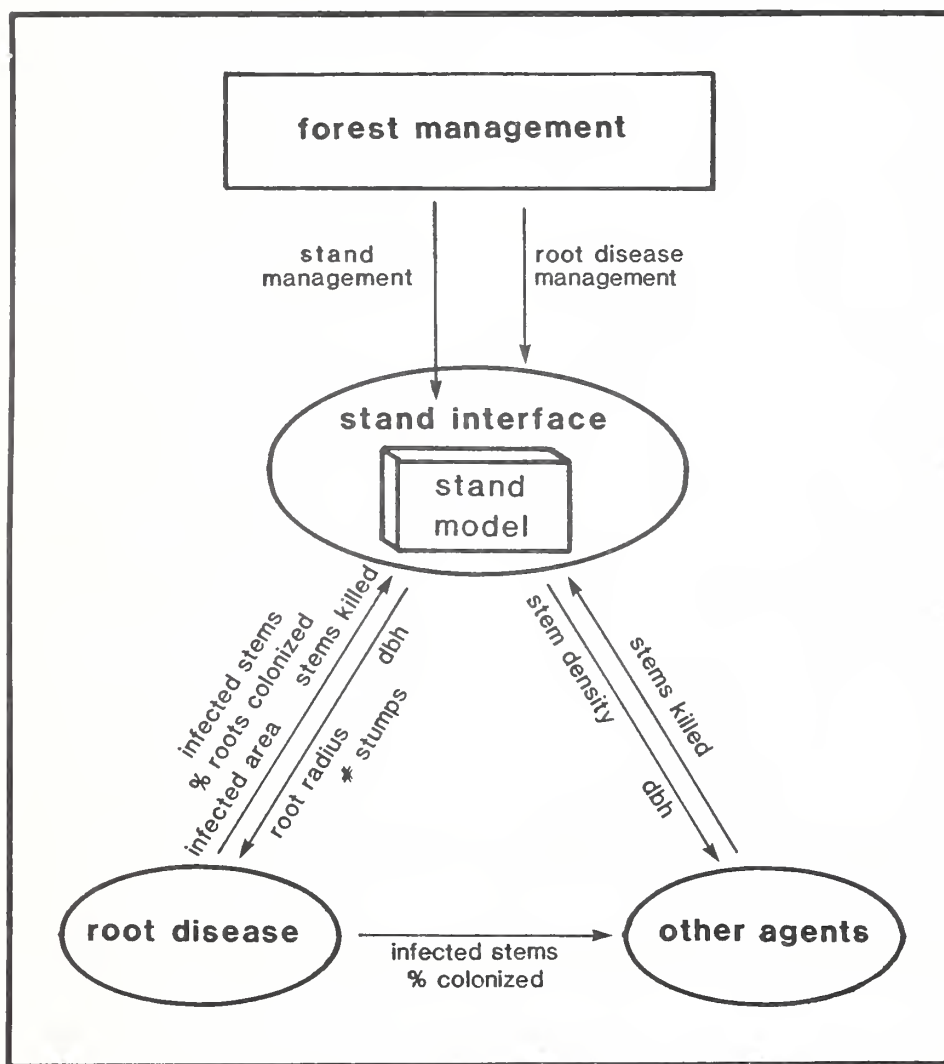 forest management
stand
management
root disease
management
stand interface
stand
model
infected stems
% roots colonized
infected area
stems killed
dbh
root radius
# stumps
stem density
dbh
stems killed
root disease
infected stems
% colonized
other agents